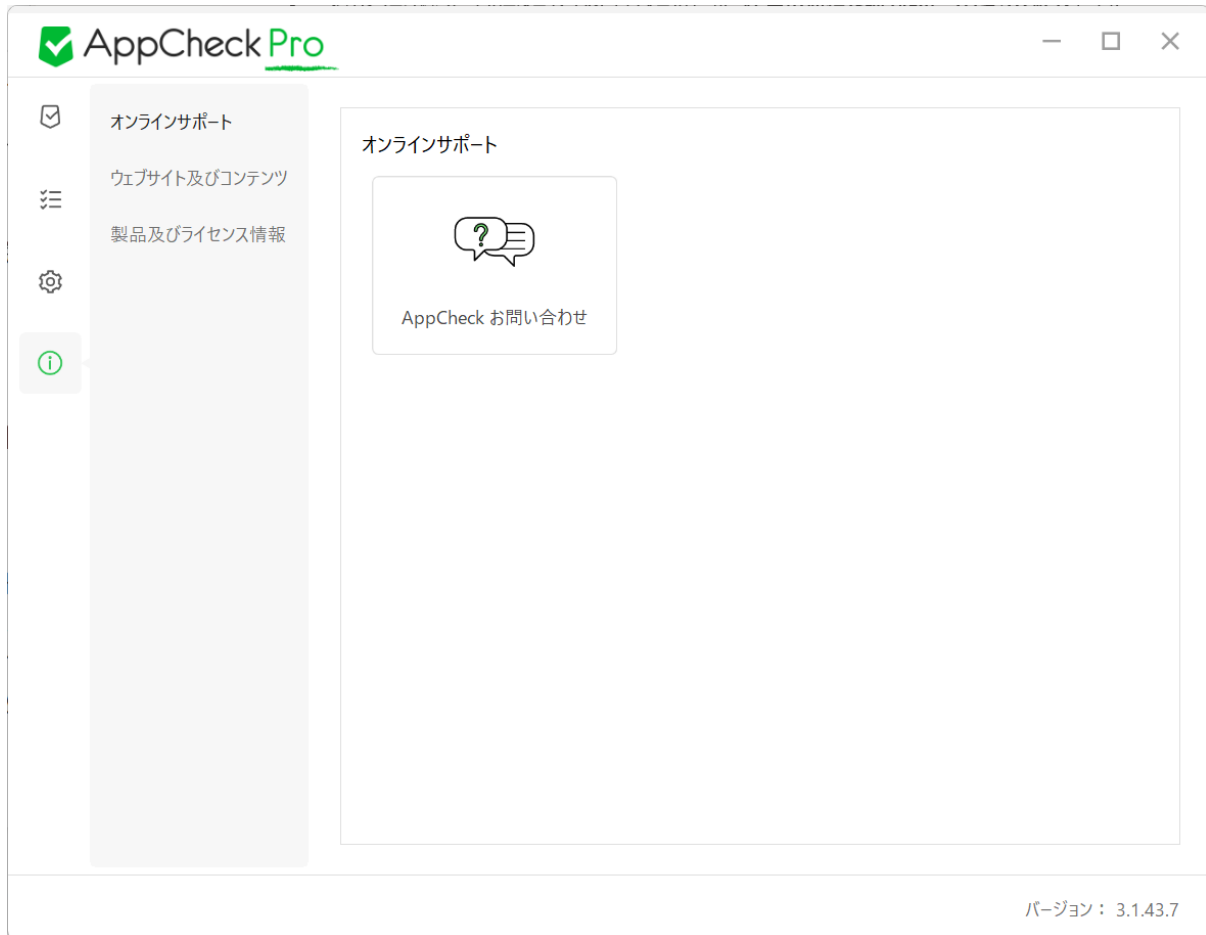 AppCheck Pro
オンラインサポート
ウェブサイト及びコンテンツ
製品及びライセンス情報
オンラインサポート
?
AppCheck お問い合わせ
バージョン： 3.1.43.7